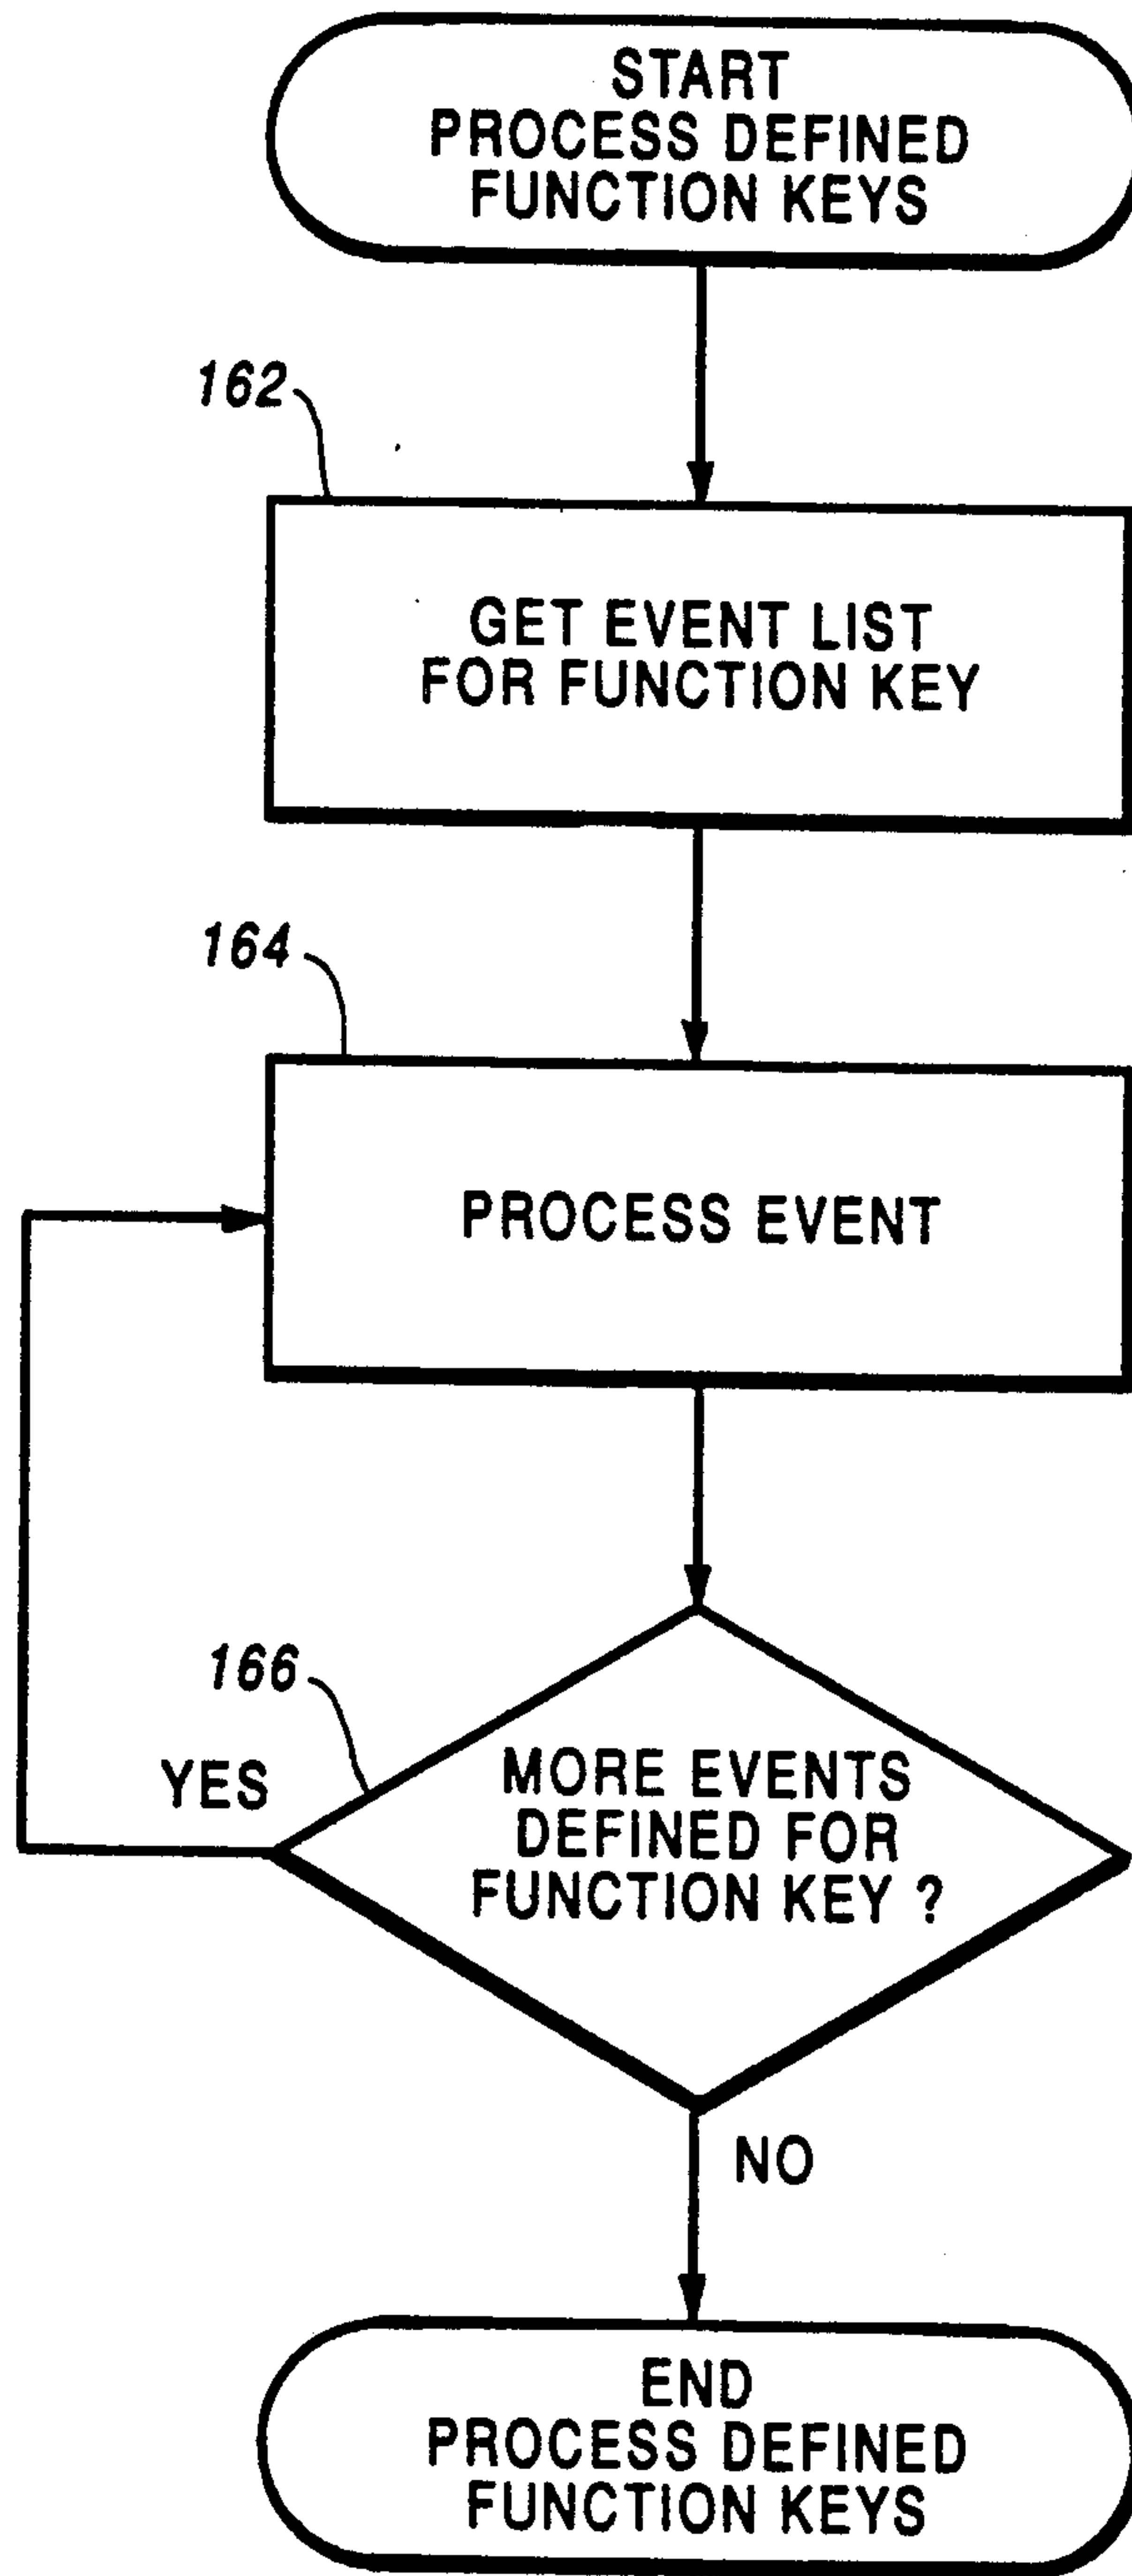 START
PROCESS DEFINED
FUNCTION KEYS
162
GET EVENT LIST
FOR FUNCTION KEY
164
PROCESS EVENT
166
YES
MORE EVENTS
DEFINED FOR
FUNCTION KEY ?
NO
END
PROCESS DEFINED
FUNCTION KEYS